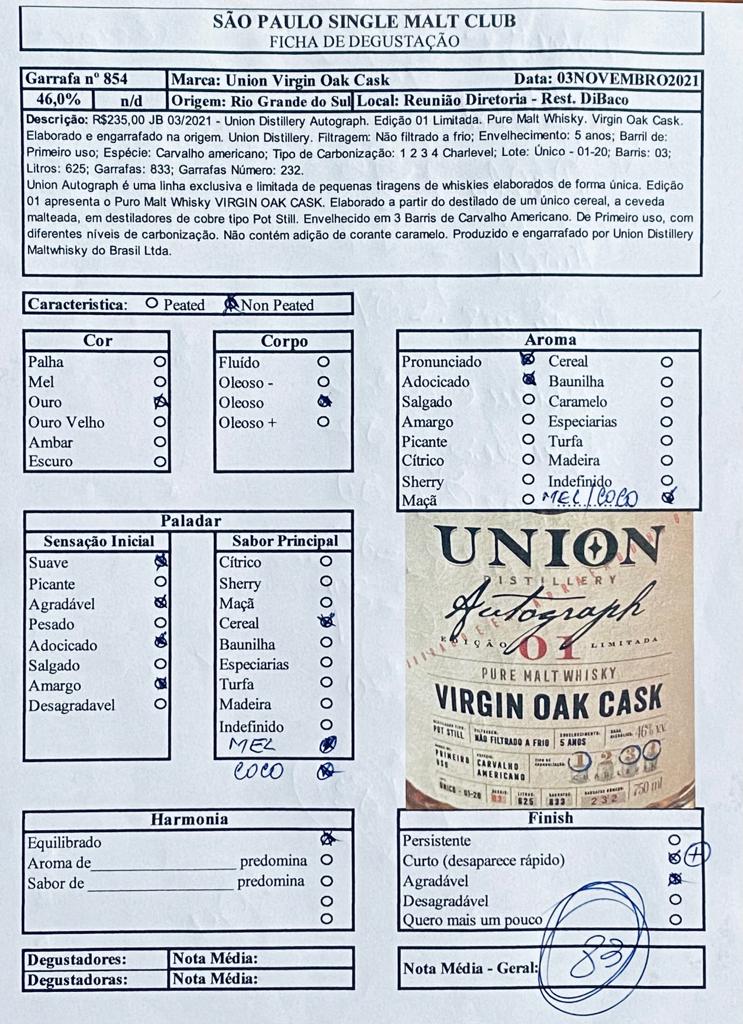 SÃO PAULO SINGLE MALT CLUB
FICHA DE DEGUSTAÇÃO
Garrafa nº 854 Marca: Union Virgin Oak Cask Data: 03NOVEMBRO2021
46,0% n/d Origem: Rio Grande do Sul Local: Reunião Diretoria - Rest. DiBaco
Descrição: R$235,00 JB 03/2021 - Union Distillery Autograph. Edição 01 Limitada. Pure Malt Whisky. Virgin Oak Cask.
Elaborado e engarrafado na origem. Union Distillery. Filtragem: Não filtrado a frio; Envelhecimento: 5 anos; Barril de:
Primeiro uso; Espécie: Carvalho americano; Tipo de Carbonização: 1 2 3 4 Charlevel; Lote: Único - 01-20; Barris: 03;
Litros: 625; Garrafas: 833; Garrafas Número: 232.
Union Autograph é uma linha exclusiva e limitada de pequenas tiragens de whiskies elaborados de forma única. Edição
01 apresenta o Puro Malt Whisky VIRGIN OAK CASK. Elaborado a partir do destilado de um único cereal, a ceveda
malteada, em destiladores de cobre tipo Pot Still. Envelhecido em 3 Barris de Carvalho Americano. De Primeiro uso, com
diferentes níveis de carbonização. Não contém adição de corante caramelo. Produzido e engarrafado por Union Distillery
Maltwhisky do Brasil Ltda.
Caracteristica: Peated Non Peated
Cor
Palha
Mel
Ouro
Ouro Velho
Ambar
Escuro
Corpo
Fluído
Oleoso -
Oleoso
Oleoso +
Aroma
Pronunciado Cereal
Adocicado Baunilha
Salgado Caramelo
Amargo Especiarias
Picante Turfa
Cítrico Madeira
Sherry Indefinido
Maçã MEL/COCO
Paladar
Sensação Inicial
Suave
Picante
Agradável
Pesado
Adocicado
Salgado
Amargo
Desagradavel
Sabor Principal
Cítrico
Sherry
Maçã
Cereal
Baunilha
Especiarias
Turfa
Madeira
Indefinido
MEL
COCO
UNION
DISTILLERY
Autograph
EDIÇÃO 01 LIMITADA
PURE MALT WHISKY
VIRGIN OAK CASK
POT STILL NÃO FILTRADO A FRIO ENVELHECIMENTO: 5 ANOS 46%
PRIMEIRO USO CARVALHO AMERICANO 1 2 3 4
ÚNICO - 01-20 03 625 833 232 750 ml
Harmonia
Equilibrado
Aroma de predomina
Sabor de predomina
Finish
Persistente
Curto (desaparece rápido) +
Agradável
Desagradável
Quero mais um pouco
Degustadores: Nota Média:
Degustadoras: Nota Média:
Nota Média - Geral: 83